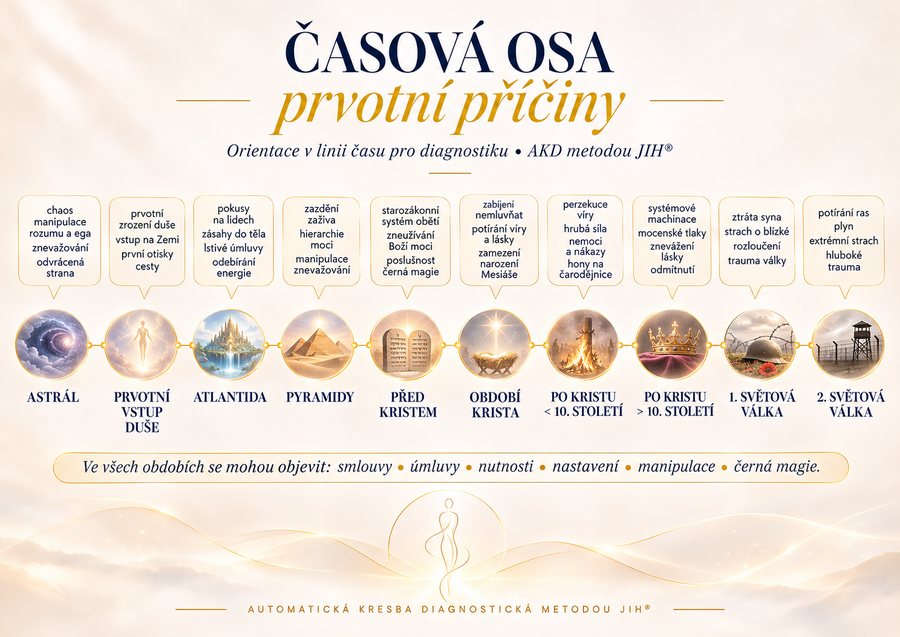 ČASOVÁ OSA
prvotní příčiny
Orientace v linii času pro diagnostiku • AKD metodou JIH®
chaos
manipulace
rozumu a ega
znevažování
odvrácená
strana
prvotní
zrození duše
vstup na Zemi
první otisky
cesty
pokusy
na lidech
zásahy do těla
lstivé úmluvy
odebírání
energie
zazdění
zaživa
hierarchie
moci
manipulace
znevažování
starozákonní
systém obětí
zneužívání
Boží moci
poslušnost
černá magie
zabíjení
nemluvňat
potírání víry
a lásky
zamezení
narození
Mesiáše
perzekuce
víry
hrubá síla
nemoci
a nákazy
hony na
čarodějnice
systémové
machinace
mocenské tlaky
znevážení
lásky
odmítnutí
ztráta syna
strach o blízké
rozloučení
trauma války
potírání ras
plyn
extrémní strach
hluboké
trauma
ASTRÁL
PRVOTNÍ
VSTUP
DUŠE
ATLANTIDA
PYRAMIDY
PŘED
KRISTEM
OBDOBÍ
KRISTA
PO KRISTU
< 10. STOLETÍ
PO KRISTU
> 10. STOLETÍ
1. SVĚTOVÁ
VÁLKA
2. SVĚTOVÁ
VÁLKA
Ve všech obdobích se mohou objevit: smlouvy • úmluvy • nutnosti • nastavení • manipulace • černá magie.
AUTOMATICKÁ KRESBA DIAGNOSTICKÁ METODOU JIH®